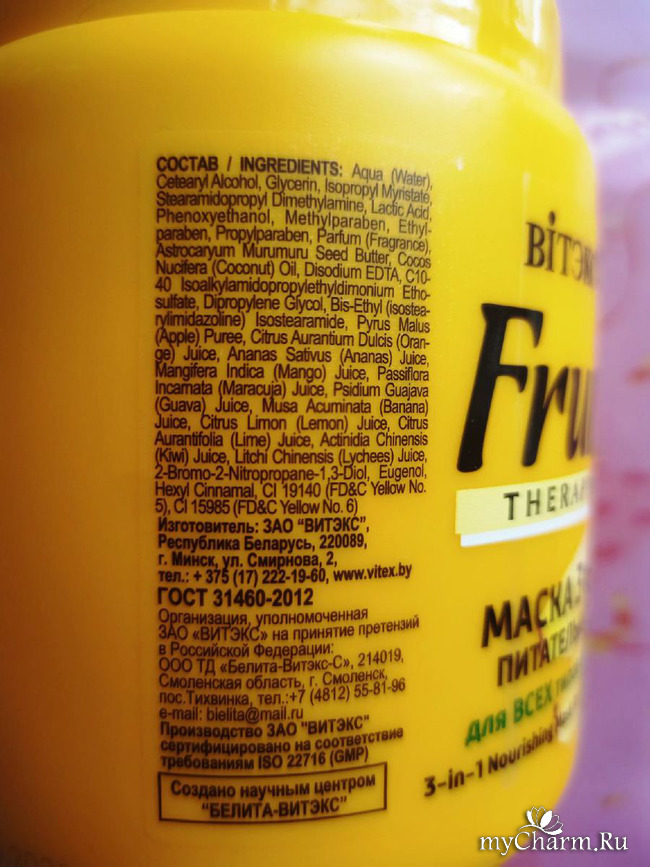 СОСТАВ / INGREDIENTS: Aqua (Water),
Cetearyl Alcohol, Glycerin, Isopropyl Myristate,
Stearamidopropyl Dimethylamine, Lactic Acid,
Phenoxyethanol, Methylparaben, Ethyl-
paraben, Propylparaben, Parfum (Fragrance),
Astrocaryum Murumuru Seed Butter, Cocos
Nucifera (Coconut) Oil, Disodium EDTA, C10-
40 Isoalkylamidopropylethyldimonium Etho-
sulfate, Dipropylene Glycol, Bis-Ethyl (isostea-
rylimidazoline) Isostearamide, Pyrus Malus
(Apple) Puree, Citrus Aurantium Dulcis (Oran-
ge) Juice, Ananas Sativus (Ananas) Juice,
Mangifera Indica (Mango) Juice, Passiflora
Incarnata (Maracuja) Juice, Psidium Guajava
(Guava) Juice, Musa Acuminata (Banana)
Juice, Citrus Limon (Lemon) Juice, Citrus
Aurantifolia (Lime) Juice, Actinidia Chinensis
(Kiwi) Juice, Litchi Chinensis (Lychees) Juice,
2-Bromo-2-Nitropropane-1,3-Diol, Eugenol,
Hexyl Cinnamal, CI 19140 (FD&C Yellow No.
5), CI 15985 (FD&C Yellow No. 6)
Изготовитель: ЗАО "ВИТЭКС",
Республика Беларусь, 220089,
г. Минск, ул. Смирнова, 2,
тел.: + 375 (17) 222-19-60, www.vitex.by
ГОСТ 31460-2012
Организация, уполномоченная
ЗАО «ВИТЭКС» на принятие претензий
в Российской Федерации:
ООО ТД «Белита-Витэкс-С», 214019,
Смоленская область, г. Смоленск,
пос.Тихвинка, тел.:+7 (4812) 55-81-96
e-mail: bielita@mail.ru
Производство ЗАО "ВИТЭКС"
сертифицировано на соответствие
требованиям ISO 22716 (GMP)
Создано научным центром
"БЕЛИТА-ВИТЭКС"
ВІТЭК
Fru
THERAP
МАСКА 3
ПИТАТЕЛЬ
для ВСЕХ
3-in-1 Nourishing
myCharm.Ru